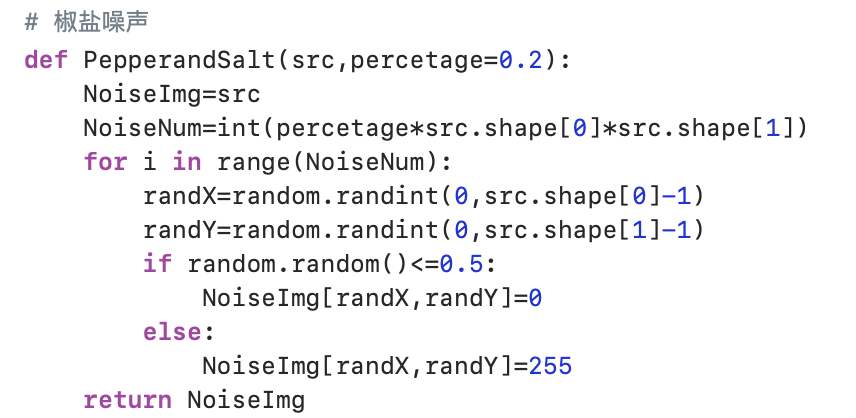 # 椒盐噪声
def PepperandSalt(src,percetage=0.2):
    NoiseImg=src
    NoiseNum=int(percetage*src.shape[0]*src.shape[1])
    for i in range(NoiseNum):
        randX=random.randint(0,src.shape[0]-1)
        randY=random.randint(0,src.shape[1]-1)
        if random.random()<=0.5:
            NoiseImg[randX,randY]=0
        else:
            NoiseImg[randX,randY]=255
    return NoiseImg